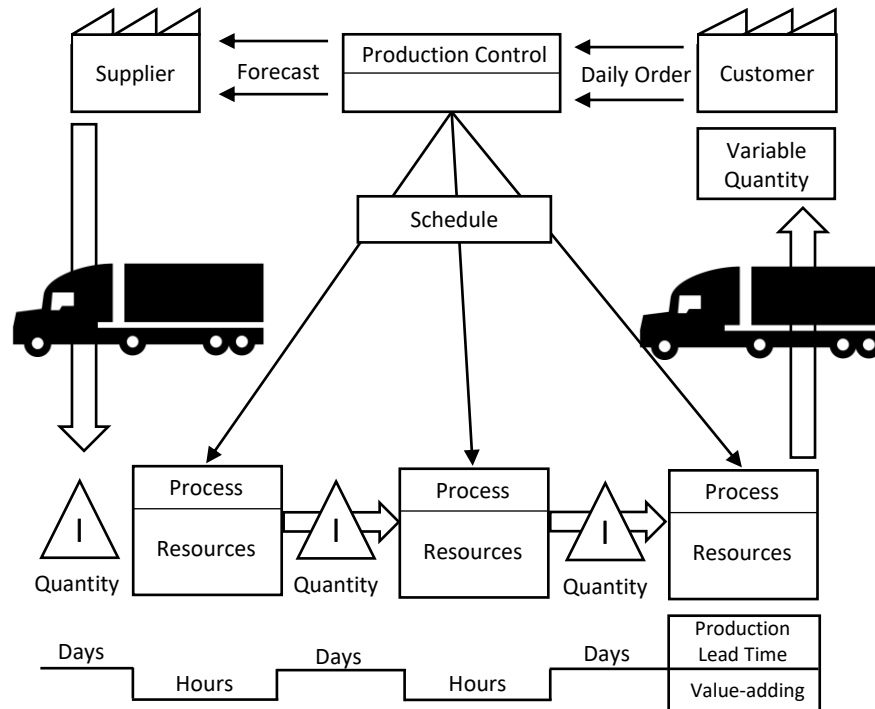 Supplier
Forecast
Production Control
Daily Order
Customer
Variable
Quantity
Schedule
I
Process
Resources
I
Process
Resources
I
Process
Resources
Quantity
Quantity
Quantity
Days
Hours
Days
Hours
Days
Production
Lead Time
Value-adding